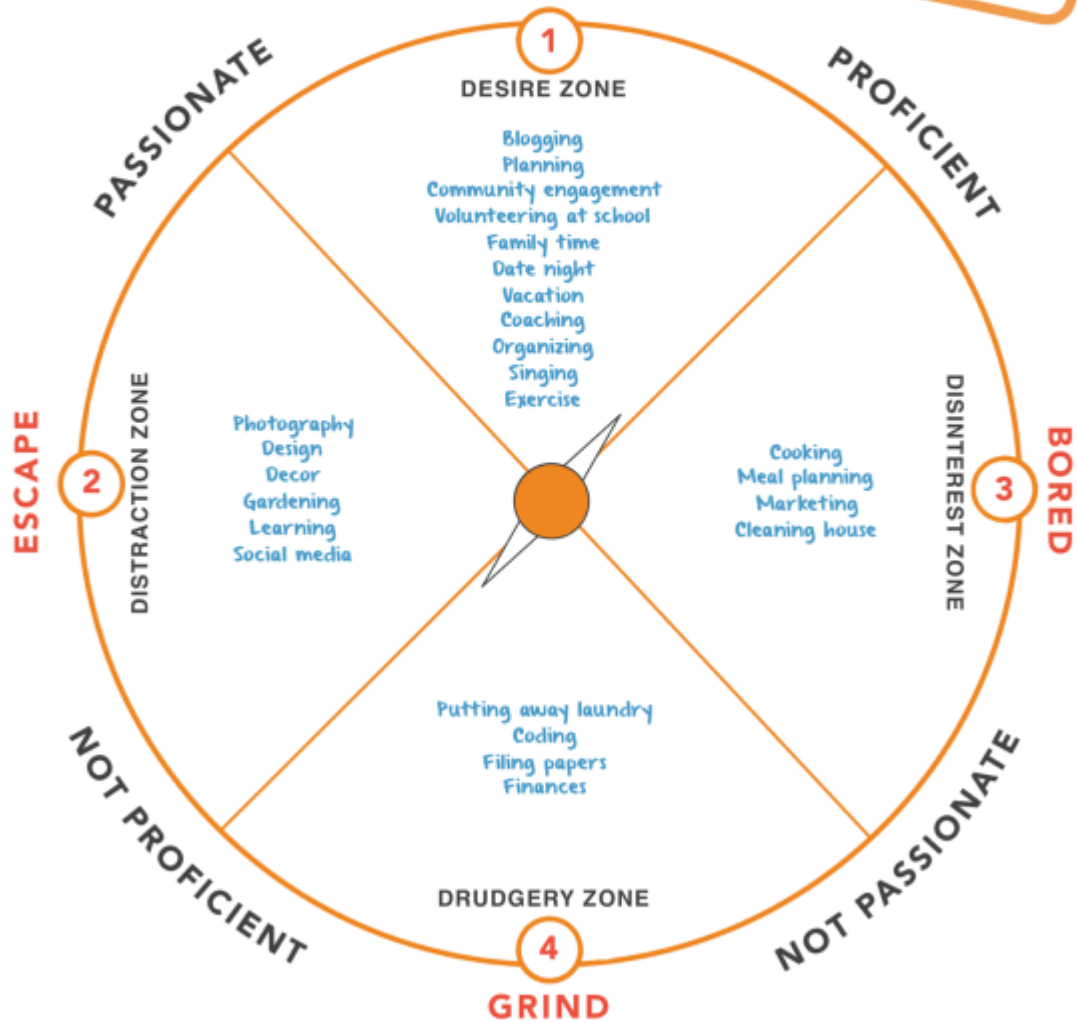 1
DESIRE ZONE
PASSIONATE
PROFICIENT
Blogging
Planning
Community engagement
Volunteering at school
Family time
Date night
Vacation
Coaching
Organizing
Singing
Exercise
ESCAPE
2
DISTRACTION ZONE
Photography
Design
Decor
Gardening
Learning
Social media
Cooking
Meal planning
Marketing
Cleaning house
DISINTEREST ZONE
3
BORED
Putting away laundry
Coding
Filing papers
Finances
NOT PROFICIENT
NOT PASSIONATE
DRUDGERY ZONE
4
GRIND